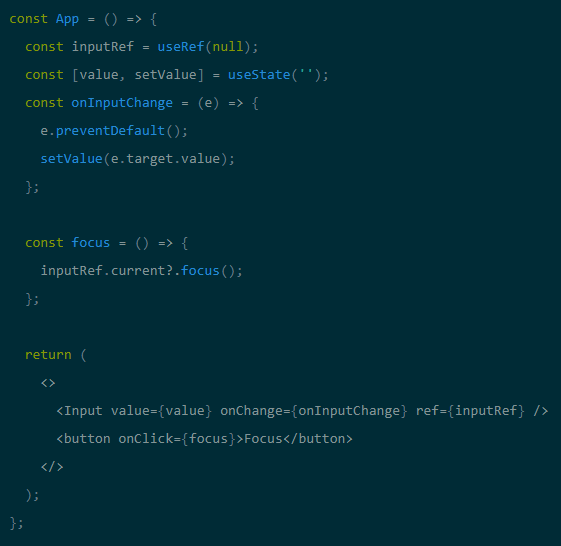 const App = () => {
  const inputRef = useRef(null);
  const [value, setValue] = useState('');
  const onInputChange = (e) => {
    e.preventDefault();
    setValue(e.target.value);
  };

  const focus = () => {
    inputRef.current?.focus();
  };

  return (
    <>
      <Input value={value} onChange={onInputChange} ref={inputRef} />
      <button onClick={focus}>Focus</button>
    </>
  );
};